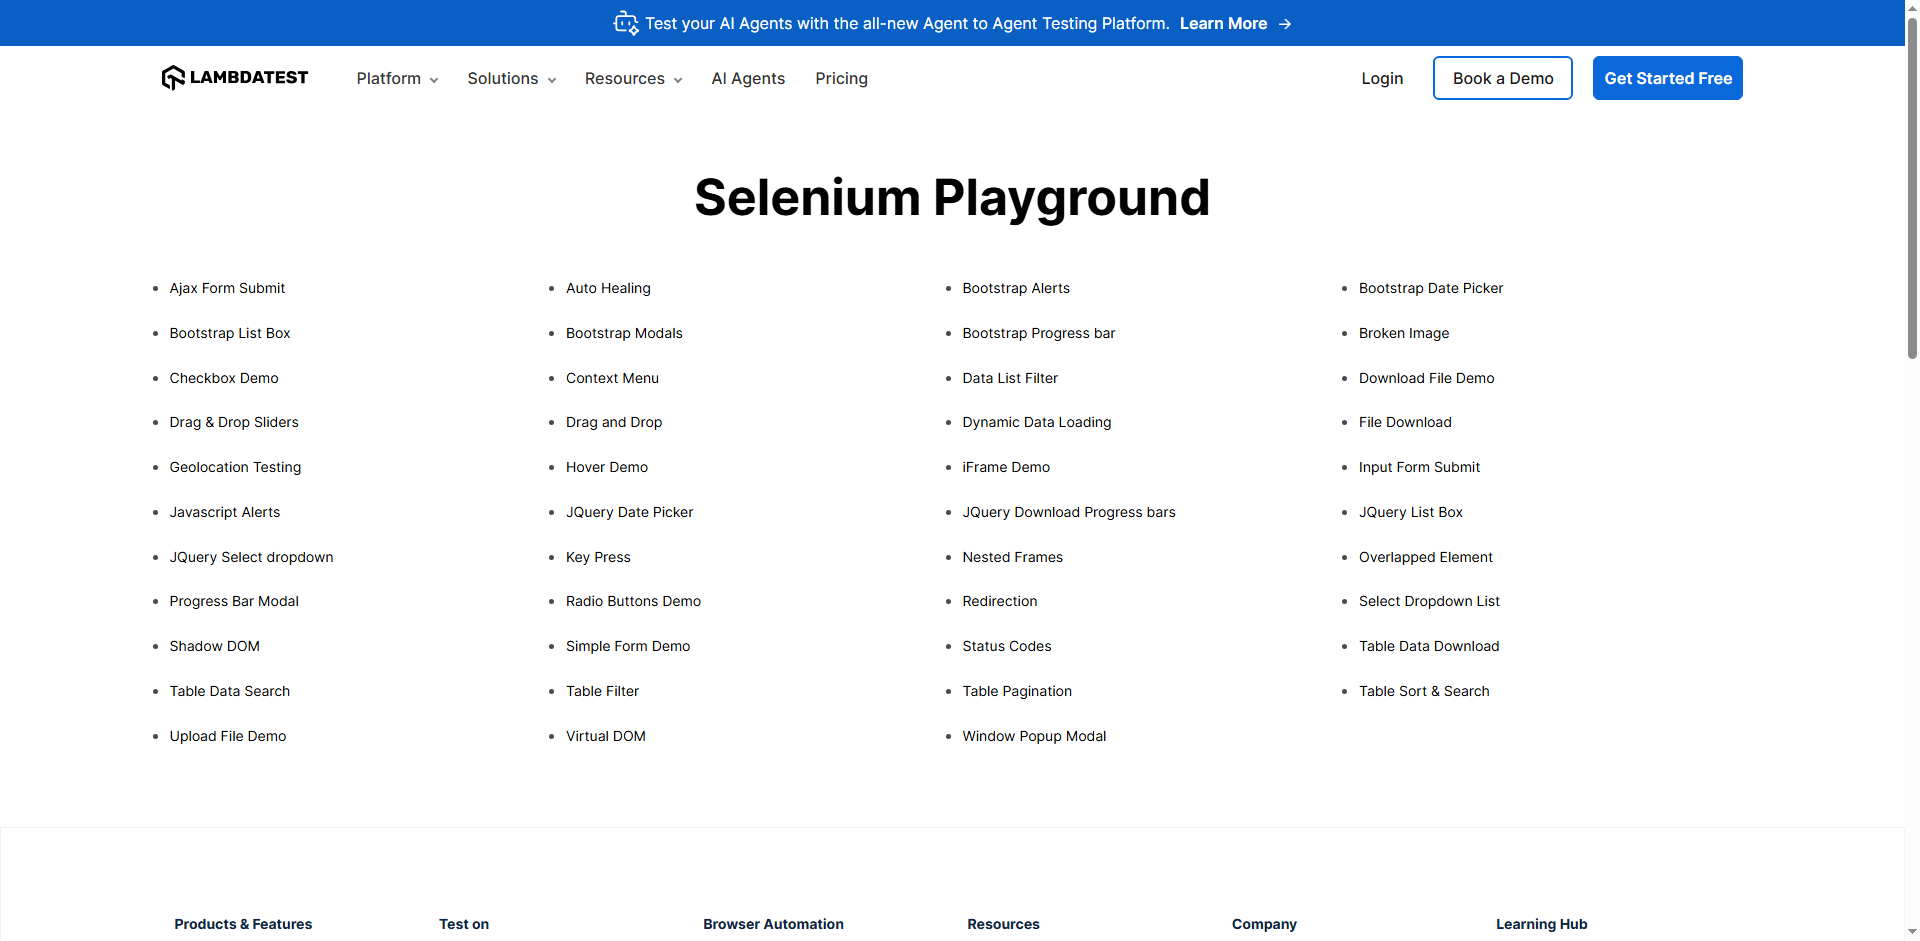 Test your AI Agents with the all-new Agent to Agent Testing Platform. Learn More →
LAMBDATEST Platform Solutions Resources AI Agents Pricing Login Book a Demo Get Started Free
Selenium Playground
• Ajax Form Submit • Auto Healing • Bootstrap Alerts • Bootstrap Date Picker
• Bootstrap List Box • Bootstrap Modals • Bootstrap Progress bar • Broken Image
• Checkbox Demo • Context Menu • Data List Filter • Download File Demo
• Drag & Drop Sliders • Drag and Drop • Dynamic Data Loading • File Download
• Geolocation Testing • Hover Demo • iFrame Demo • Input Form Submit
• Javascript Alerts • JQuery Date Picker • JQuery Download Progress bars • JQuery List Box
• JQuery Select dropdown • Key Press • Nested Frames • Overlapped Element
• Progress Bar Modal • Radio Buttons Demo • Redirection • Select Dropdown List
• Shadow DOM • Simple Form Demo • Status Codes • Table Data Download
• Table Data Search • Table Filter • Table Pagination • Table Sort & Search
• Upload File Demo • Virtual DOM • Window Popup Modal
Products & Features Test on Browser Automation Resources Company Learning Hub